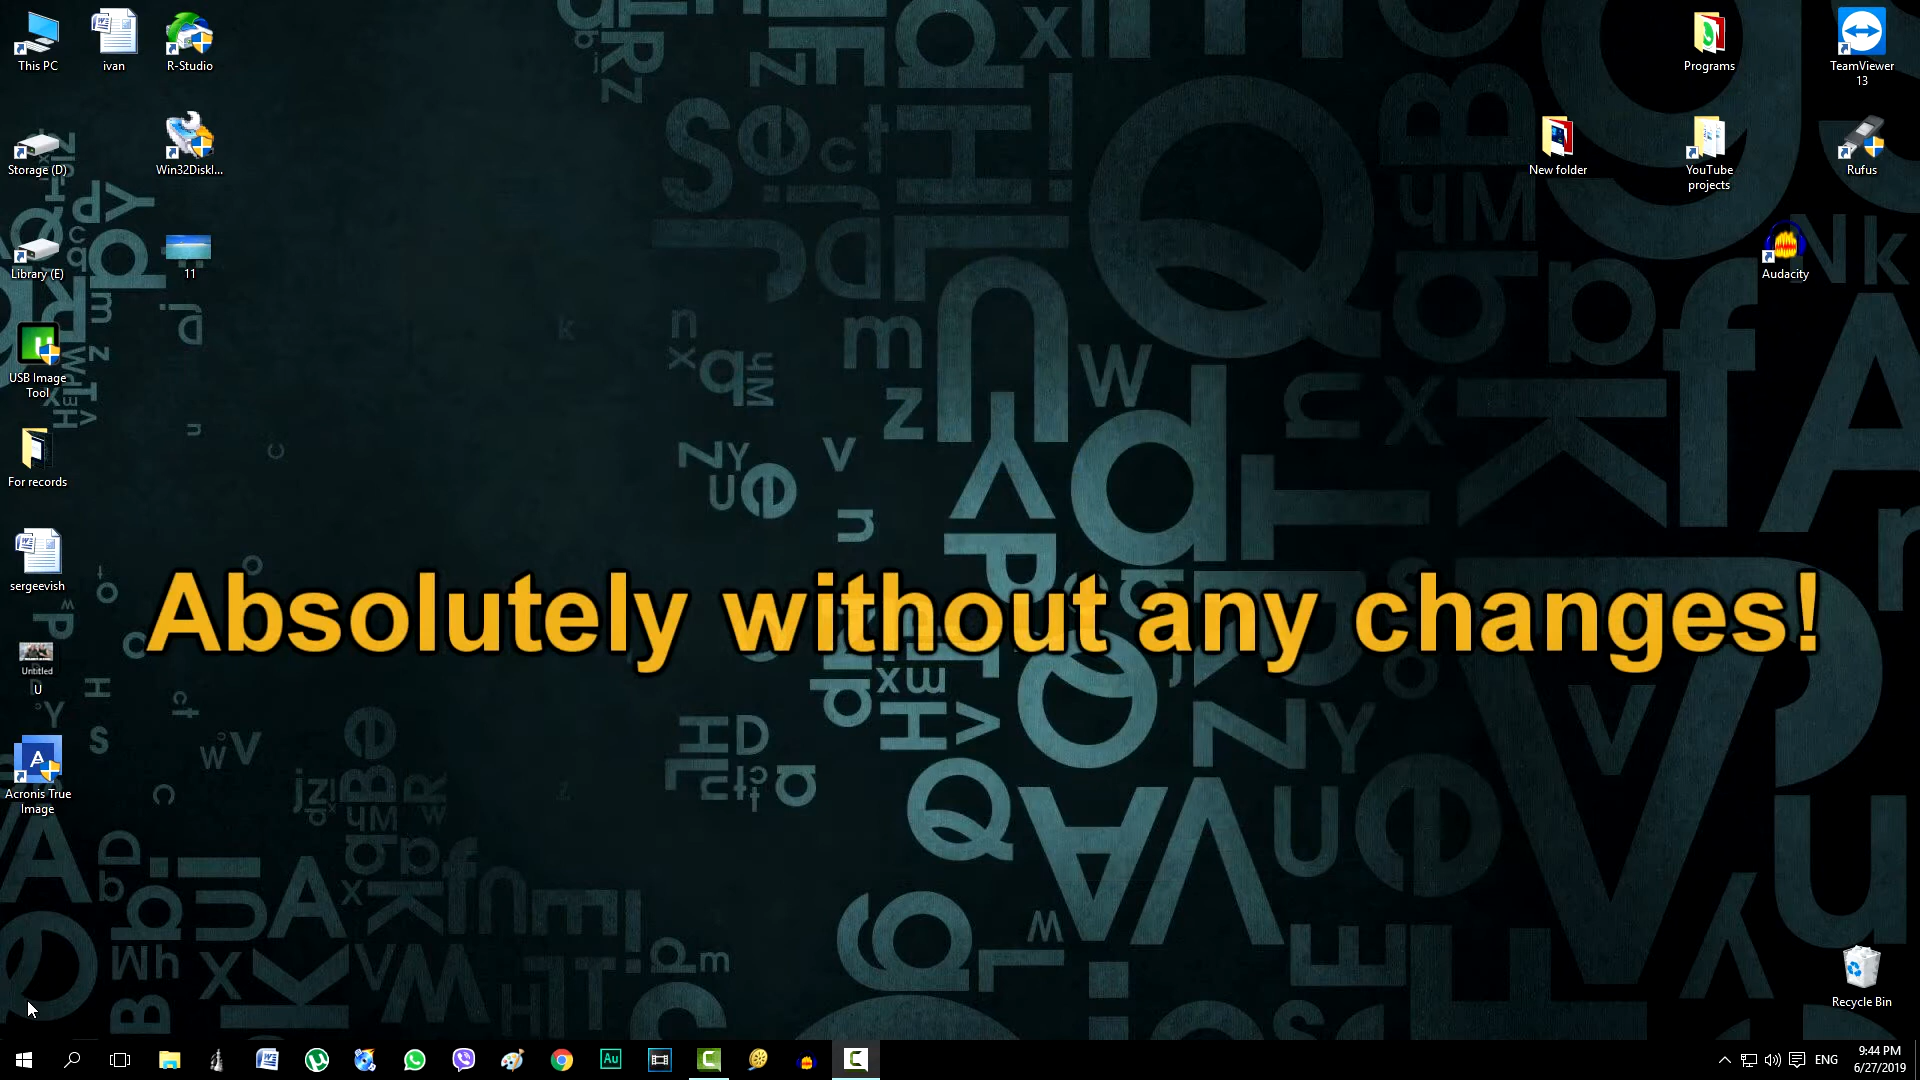 This PC
ivan
R-Studio
Programs
TeamViewer
13
Storage (D)
Win32DiskI...
New folder
YouTube
projects
Rufus
Library (E)
11
Audacity
USB Image
Tool
For records
sergeevish
Absolutely without any changes!
Untitled
U
Acronis True
Image
Recycle Bin
Au
ENG
9:44 PM
6/27/2019